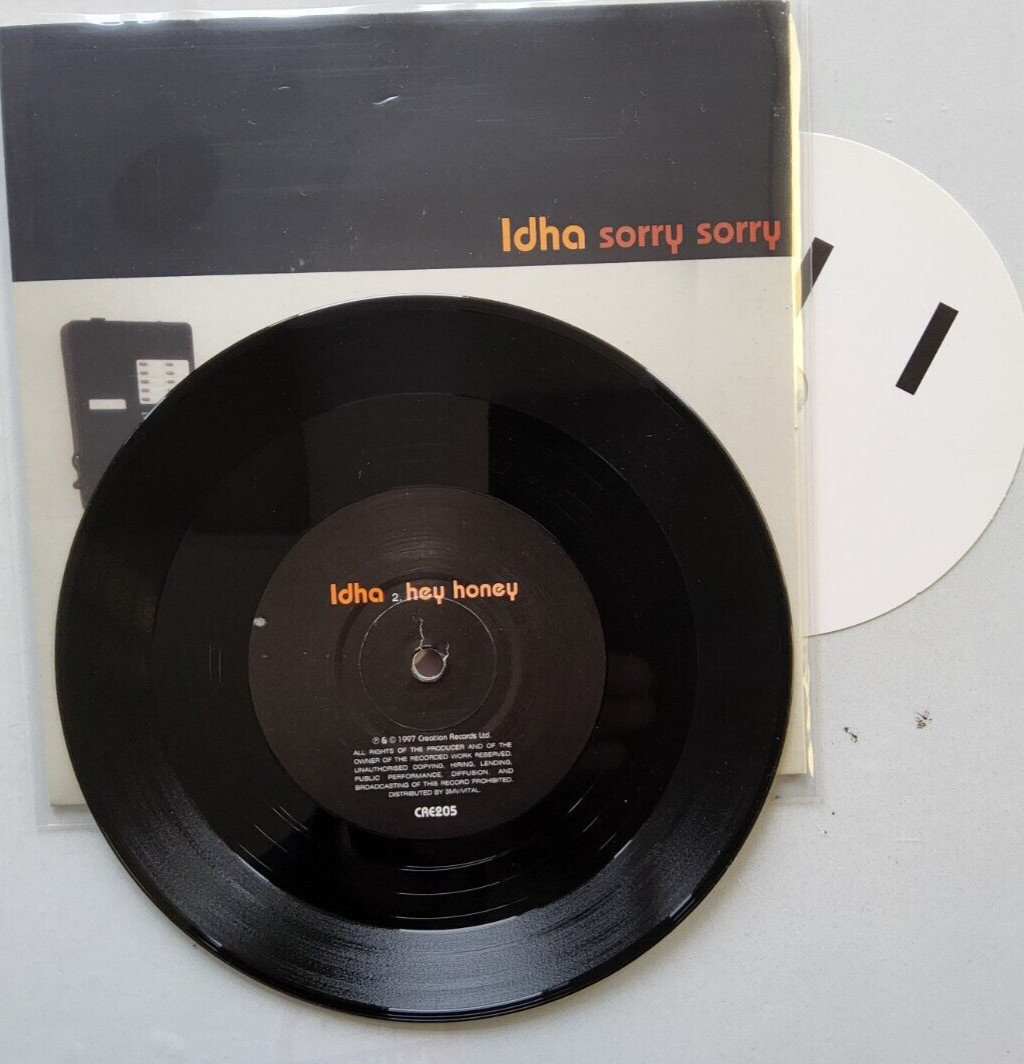 Idha sorry sorry
Idha 2. hey honey
℗ & © 1997 Creation Records Ltd.
ALL RIGHTS OF THE PRODUCER AND OF THE
OWNER OF THE RECORDED WORK RESERVED.
UNAUTHORISED COPYING, HIRING, LENDING,
PUBLIC PERFORMANCE, DIFFUSION, AND
BROADCASTING OF THIS RECORD PROHIBITED.
DISTRIBUTED BY 3MV/VITAL.
CRE205